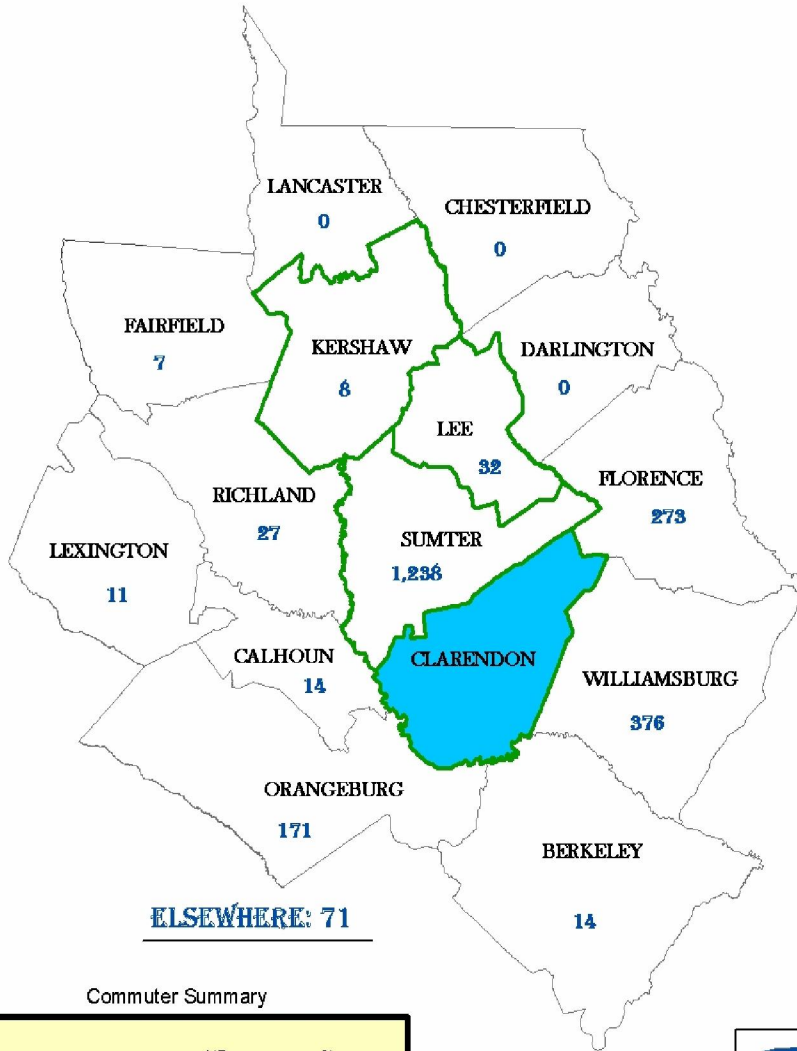 LANCASTER
0
CHESTERFIELD
0
FAIRFIELD
7
KERSHAW
8
DARLINGTON
0
LEE
32
FLORENCE
273
RICHLAND
27
SUMTER
1,238
LEXINGTON
11
CALHOUN
14
CLARENDON
WILLIAMSBURG
376
ORANGEBURG
171
BERKELEY
14
ELSEWHERE: 71
Commuter Summary